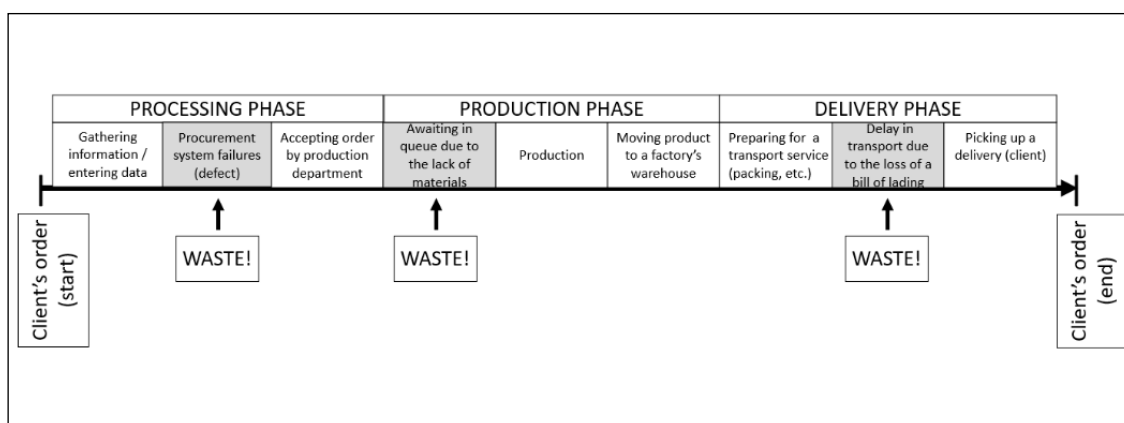 PROCESSING PHASE
PRODUCTION PHASE
DELIVERY PHASE
Gathering
information /
entering data
Procurement
system failures
(defect)
Accepting order
by production
department
Awaiting in
queue due to
the lack of
materials
Production
Moving product
to a factory's
warehouse
Preparing for a
transport service
(packing, etc.)
Delay in
transport due
to the loss of a
bill of lading
Picking up a
delivery (client)
Client's order
(start)
WASTE!
WASTE!
WASTE!
Client's order
(end)